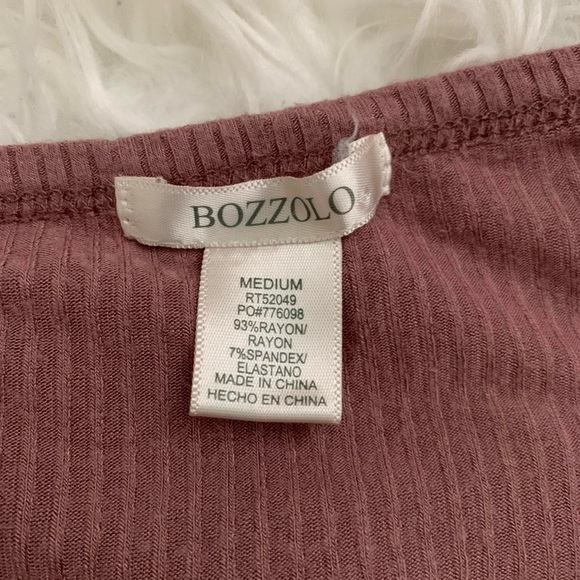 BOZZOLO
MEDIUM
RT52049
PO#776098
93%RAYON/
RAYON
7%SPANDEX/
ELASTANO
MADE IN CHINA
HECHO EN CHINA